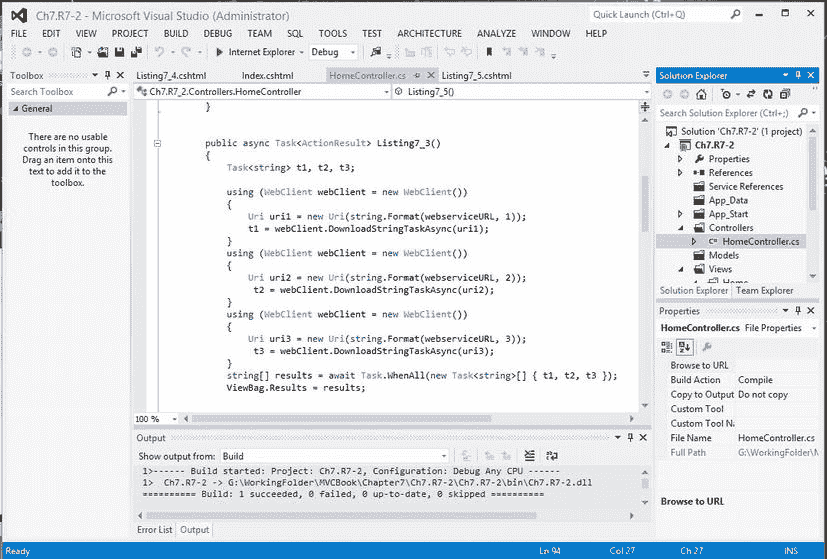 Ch7.R7-2 - Microsoft Visual Studio (Administrator)
Quick Launch (Ctrl+Q)
FILE EDIT VIEW PROJECT BUILD DEBUG TEAM SQL TOOLS TEST ARCHITECTURE ANALYZE WINDOW HELP
Internet Explorer Debug
Toolbox
Search Toolbox
General
There are no usable
controls in this group.
Drag an item onto this
text to add it to the
toolbox.
Listing7_4.cshtml Index.cshtml HomeController.cs Listing7_5.cshtml
Ch7.R7_2.Controllers.HomeController Listing7_5()
}
public async Task<ActionResult> Listing7_3()
{
Task<string> t1, t2, t3;
using (WebClient webClient = new WebClient())
{
Uri uri1 = new Uri(string.Format(webserviceURL, 1));
t1 = webClient.DownloadStringTaskAsync(uri1);
}
using (WebClient webClient = new WebClient())
{
Uri uri2 = new Uri(string.Format(webserviceURL, 2));
t2 = webClient.DownloadStringTaskAsync(uri2);
}
using (WebClient webClient = new WebClient())
{
Uri uri3 = new Uri(string.Format(webserviceURL, 3));
t3 = webClient.DownloadStringTaskAsync(uri3);
}
string[] results = await Task.WhenAll(new Task<string>[] { t1, t2, t3 });
ViewBag.Results = results;
100 %
Output
Show output from: Build
1>------ Build started: Project: Ch7.R7-2, Configuration: Debug Any CPU ------
1> Ch7.R7-2 -> G:\WorkingFolder\MVCBook\Chapter7\Ch7.R7-2\Ch7.R7-2\bin\Ch7.R7-2.dll
========== Build: 1 succeeded, 0 failed, 0 up-to-date, 0 skipped ==========
Error List Output
Solution Explorer
Search Solution Explorer (Ctrl+;)
Solution 'Ch7.R7-2' (1 project)
Ch7.R7-2
Properties
References
Service References
App_Data
App_Start
Controllers
HomeController.cs
Models
Views
Home
Solution Explorer Team Explorer
Properties
HomeController.cs File Properties
Browse to URL
Build Action Compile
Copy to Output Do not copy
Custom Tool
Custom Tool Na
File Name HomeController.cs
Full Path G:\WorkingFolder\M
Browse to URL
Ready Ln 94 Col 27 Ch 27 INS